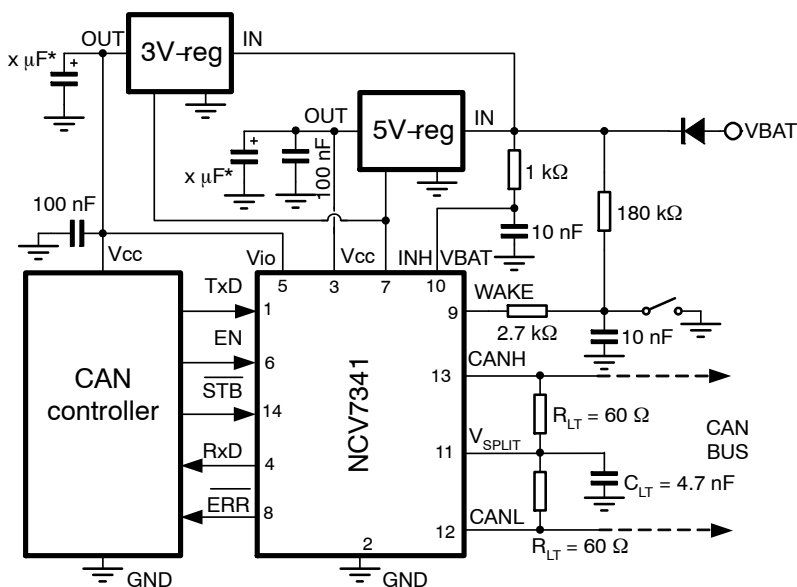 OUT
3V-reg
IN
x μF*
+
OUT
5V-reg
IN
VBAT
+
x μF*
100 nF
1 kΩ
180 kΩ
10 nF
100 nF
Vcc
Vio
Vcc
INH
VBAT
5
3
7
10
TxD
1
WAKE
9
2.7 kΩ
10 nF
EN
6
CANH
13
CAN
controller
STB
14
NCV7341
RLT = 60 Ω
CAN
BUS
RxD
4
VSPLIT
11
CLT = 4.7 nF
ERR
8
CANL
12
RLT = 60 Ω
2
GND
GND